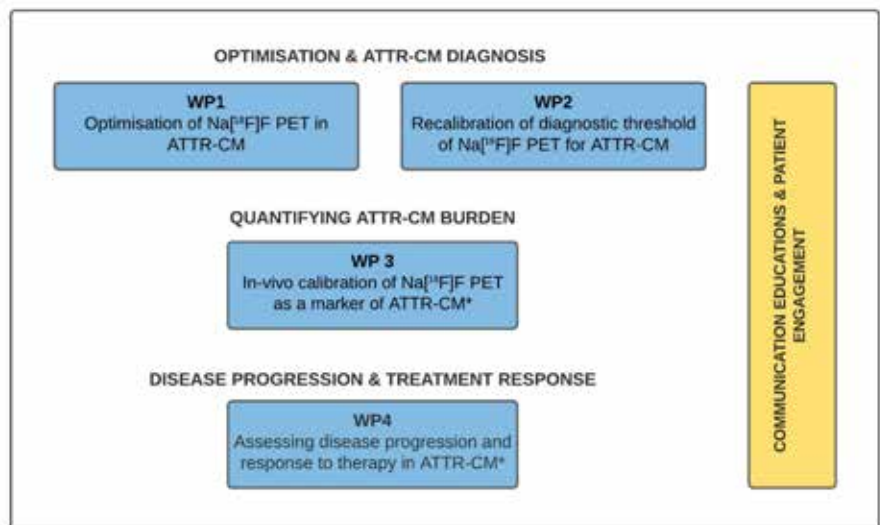 OPTIMISATION & ATTR-CM DIAGNOSIS
WP1
Optimisation of Na[¹⁸F]F PET in
ATTR-CM
WP2
Recalibration of diagnostic threshold
of Na[¹⁸F]F PET for ATTR-CM
QUANTIFYING ATTR-CM BURDEN
WP 3
In-vivo calibration of Na[¹⁸F]F PET
as a marker of ATTR-CM*
DISEASE PROGRESSION & TREATMENT RESPONSE
WP4
Assessing disease progression and
response to therapy in ATTR-CM*
COMMUNICATION EDUCATIONS & PATIENT
ENGAGEMENT